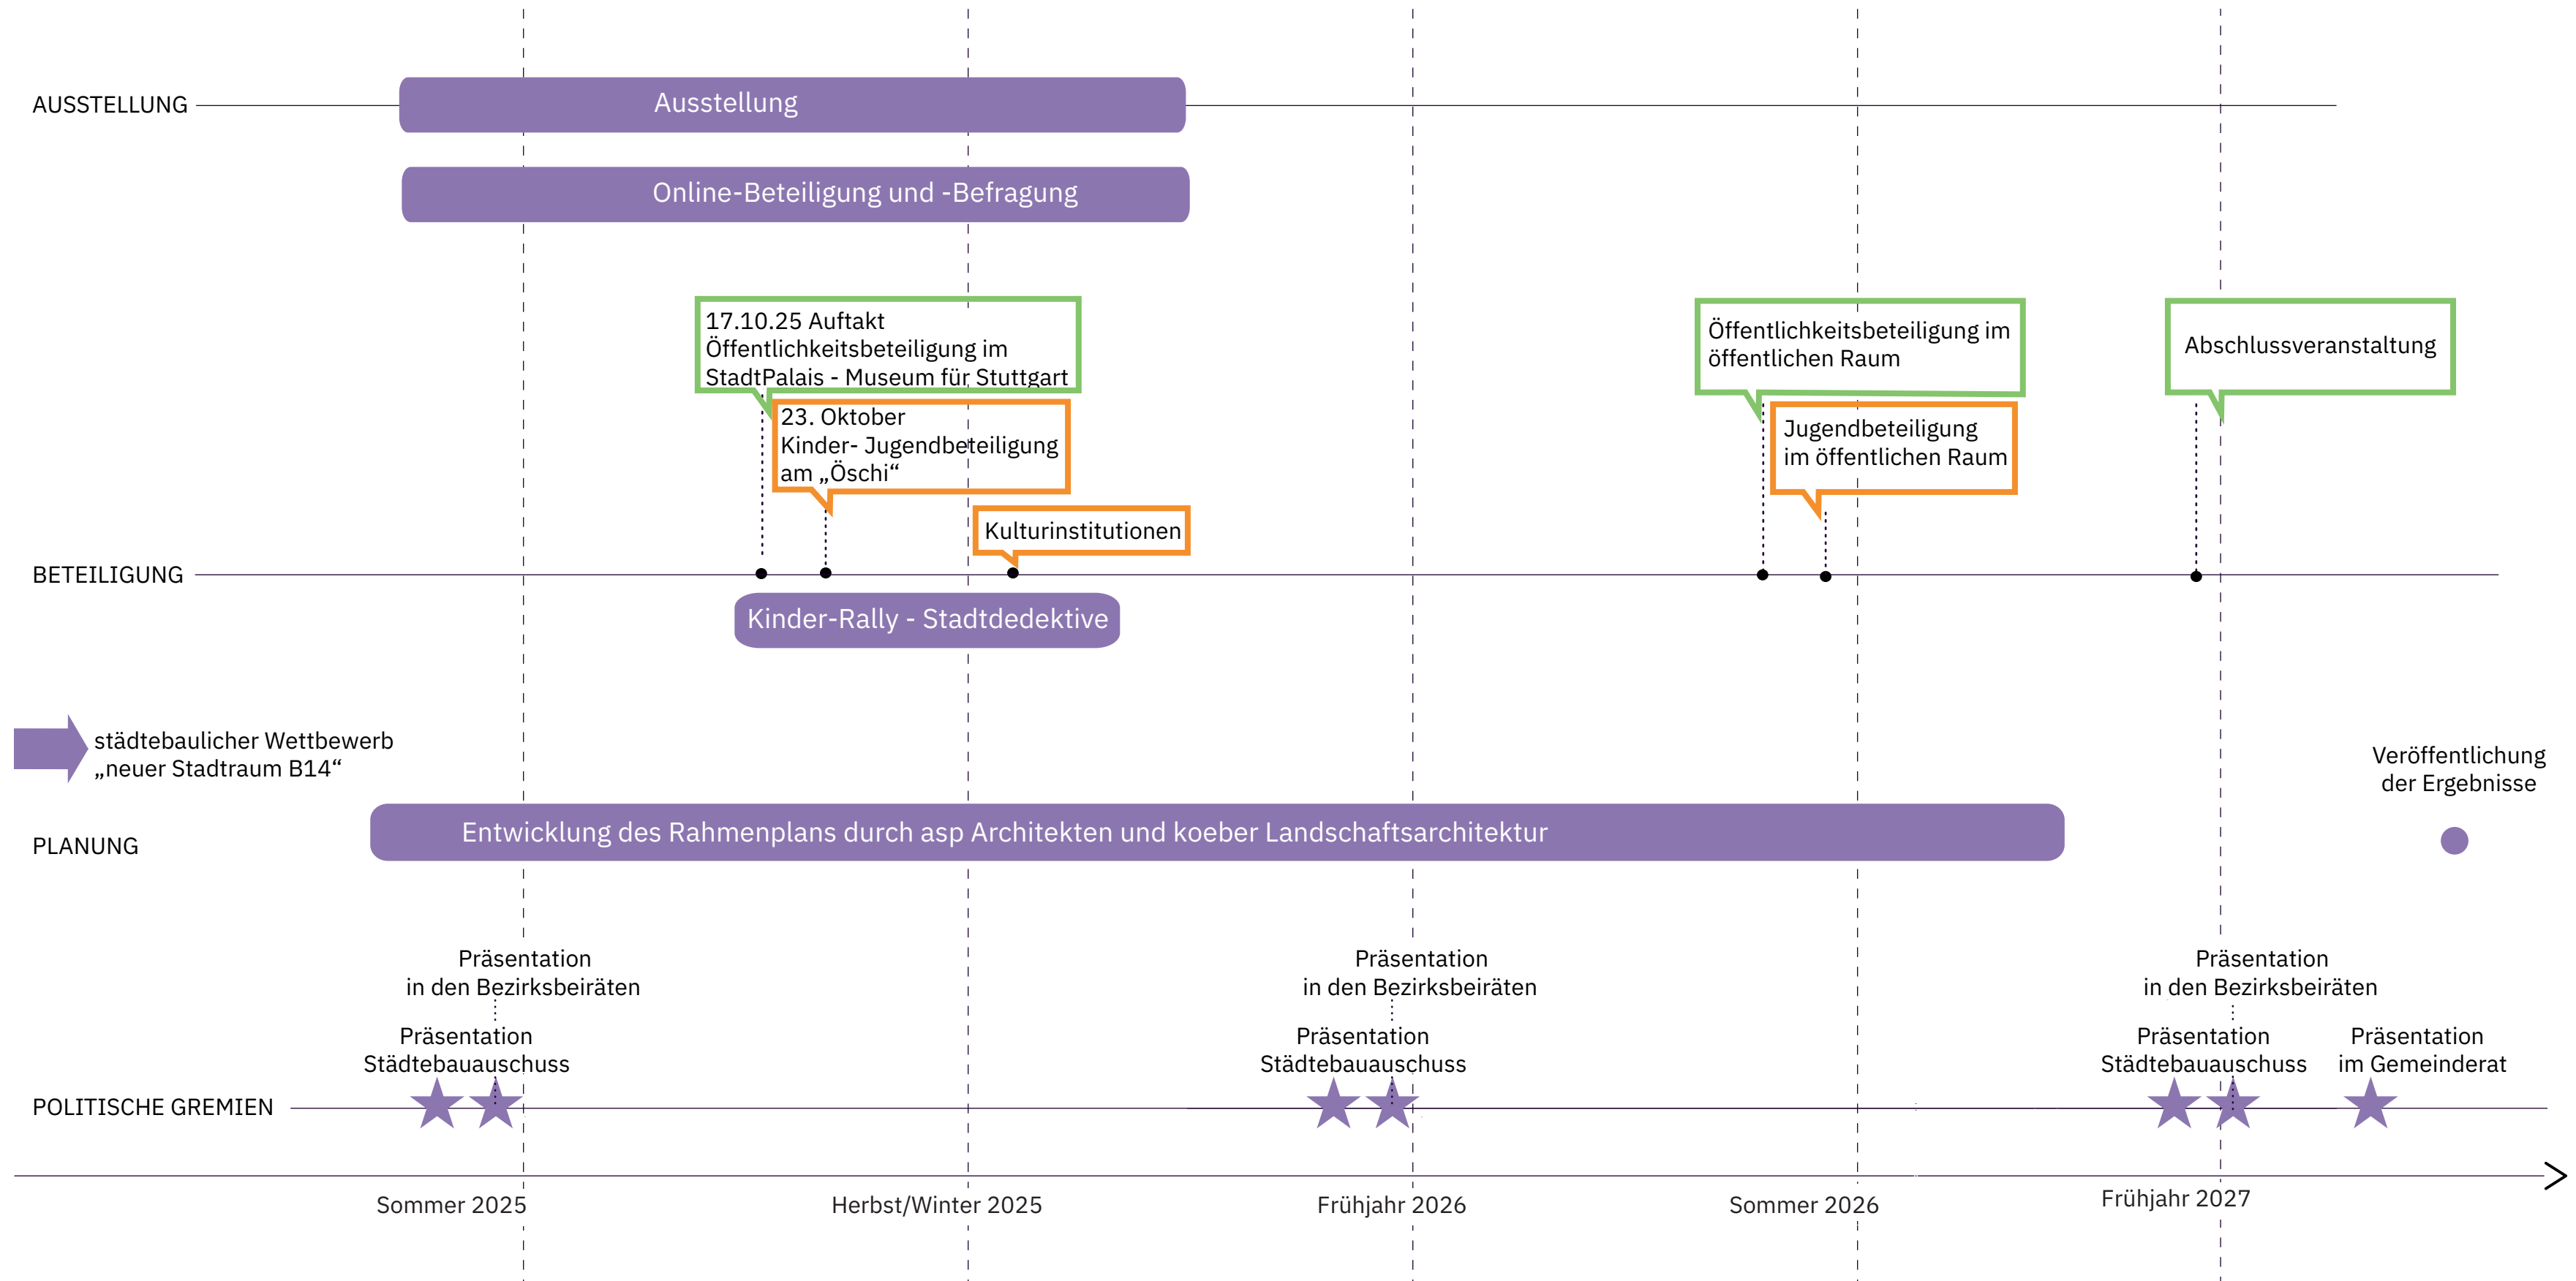 AUSSTELLUNG
Ausstellung
Online-Beteiligung und -Befragung
17.10.25 Auftakt
Öffentlichkeitsbeteiligung im
StadtPalais - Museum für Stuttgart
23. Oktober
Kinder- Jugendbeteiligung
am „Öschi“
Kulturinstitutionen
Öffentlichkeitsbeteiligung im
öffentlichen Raum
Jugendbeteiligung
im öffentlichen Raum
Abschlussveranstaltung
BETEILIGUNG
Kinder-Rally - Stadtdedektive
städtebaulicher Wettbewerb
„neuer Stadtraum B14“
Veröffentlichung
der Ergebnisse
PLANUNG
Entwicklung des Rahmenplans durch asp Architekten und koeber Landschaftsarchitektur
Präsentation
in den Bezirksbeiräten
Präsentation
Städtebauauschuss
Präsentation
in den Bezirksbeiräten
Präsentation
Städtebauauschuss
Präsentation
in den Bezirksbeiräten
Präsentation
Städtebauauschuss
Präsentation
im Gemeinderat
POLITISCHE GREMIEN
Sommer 2025
Herbst/Winter 2025
Frühjahr 2026
Sommer 2026
Frühjahr 2027